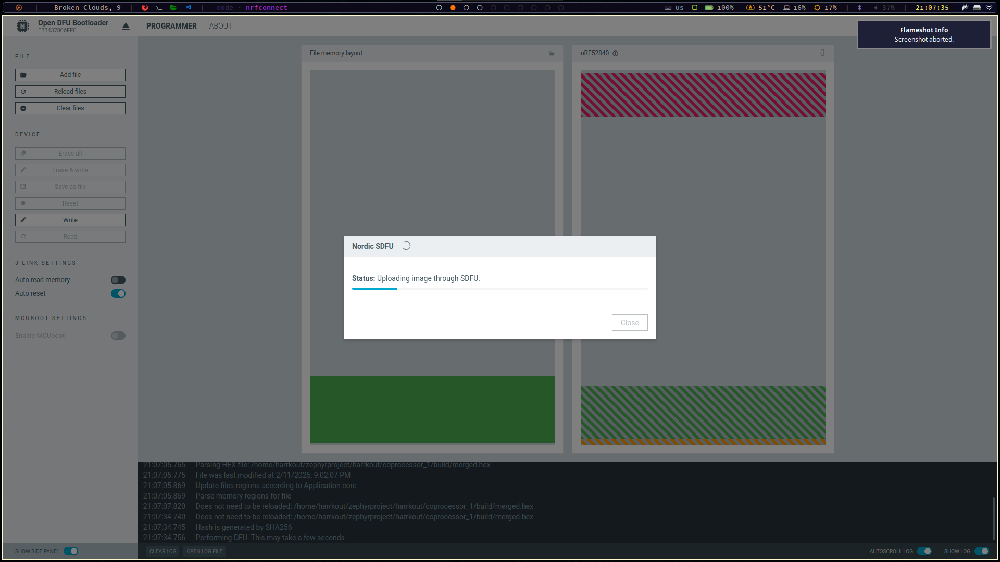 Broken Clouds, 9 | >_ | code · nrfconnect
us 100% 51°C 16% 17% | 37% | 21:07:35
Open DFU Bootloader
E83437806FF0
PROGRAMMER ABOUT
Flameshot Info
Screenshot aborted.
FILE
Add file
Reload files
Clear files
DEVICE
Erase all
Erase & write
Save as file
Reset
Write
Read
J-LINK SETTINGS
Auto read memory
Auto reset
MCUBOOT SETTINGS
Enable MCUboot
File memory layout
nRF52840
Nordic SDFU
Status: Uploading image through SDFU.
Close
21:07:05.765 Parsing HEX file: /home/harrkout/zephyrproject/harrkout/coprocessor_1/build/merged.hex
21:07:05.775 File was last modified at 2/11/2025, 9:02:07 PM
21:07:05.869 Update files regions according to Application core
21:07:05.869 Parse memory regions for file
21:07:07.820 Does not need to be reloaded: /home/harrkout/zephyrproject/harrkout/coprocessor_1/build/merged.hex
21:07:34.740 Does not need to be reloaded: /home/harrkout/zephyrproject/harrkout/coprocessor_1/build/merged.hex
21:07:34.745 Hash is generated by SHA256
21:07:34.756 Performing DFU. This may take a few seconds
SHOW SIDE PANEL
CLEAR LOG OPEN LOG FILE
AUTOSCROLL LOG SHOW LOG